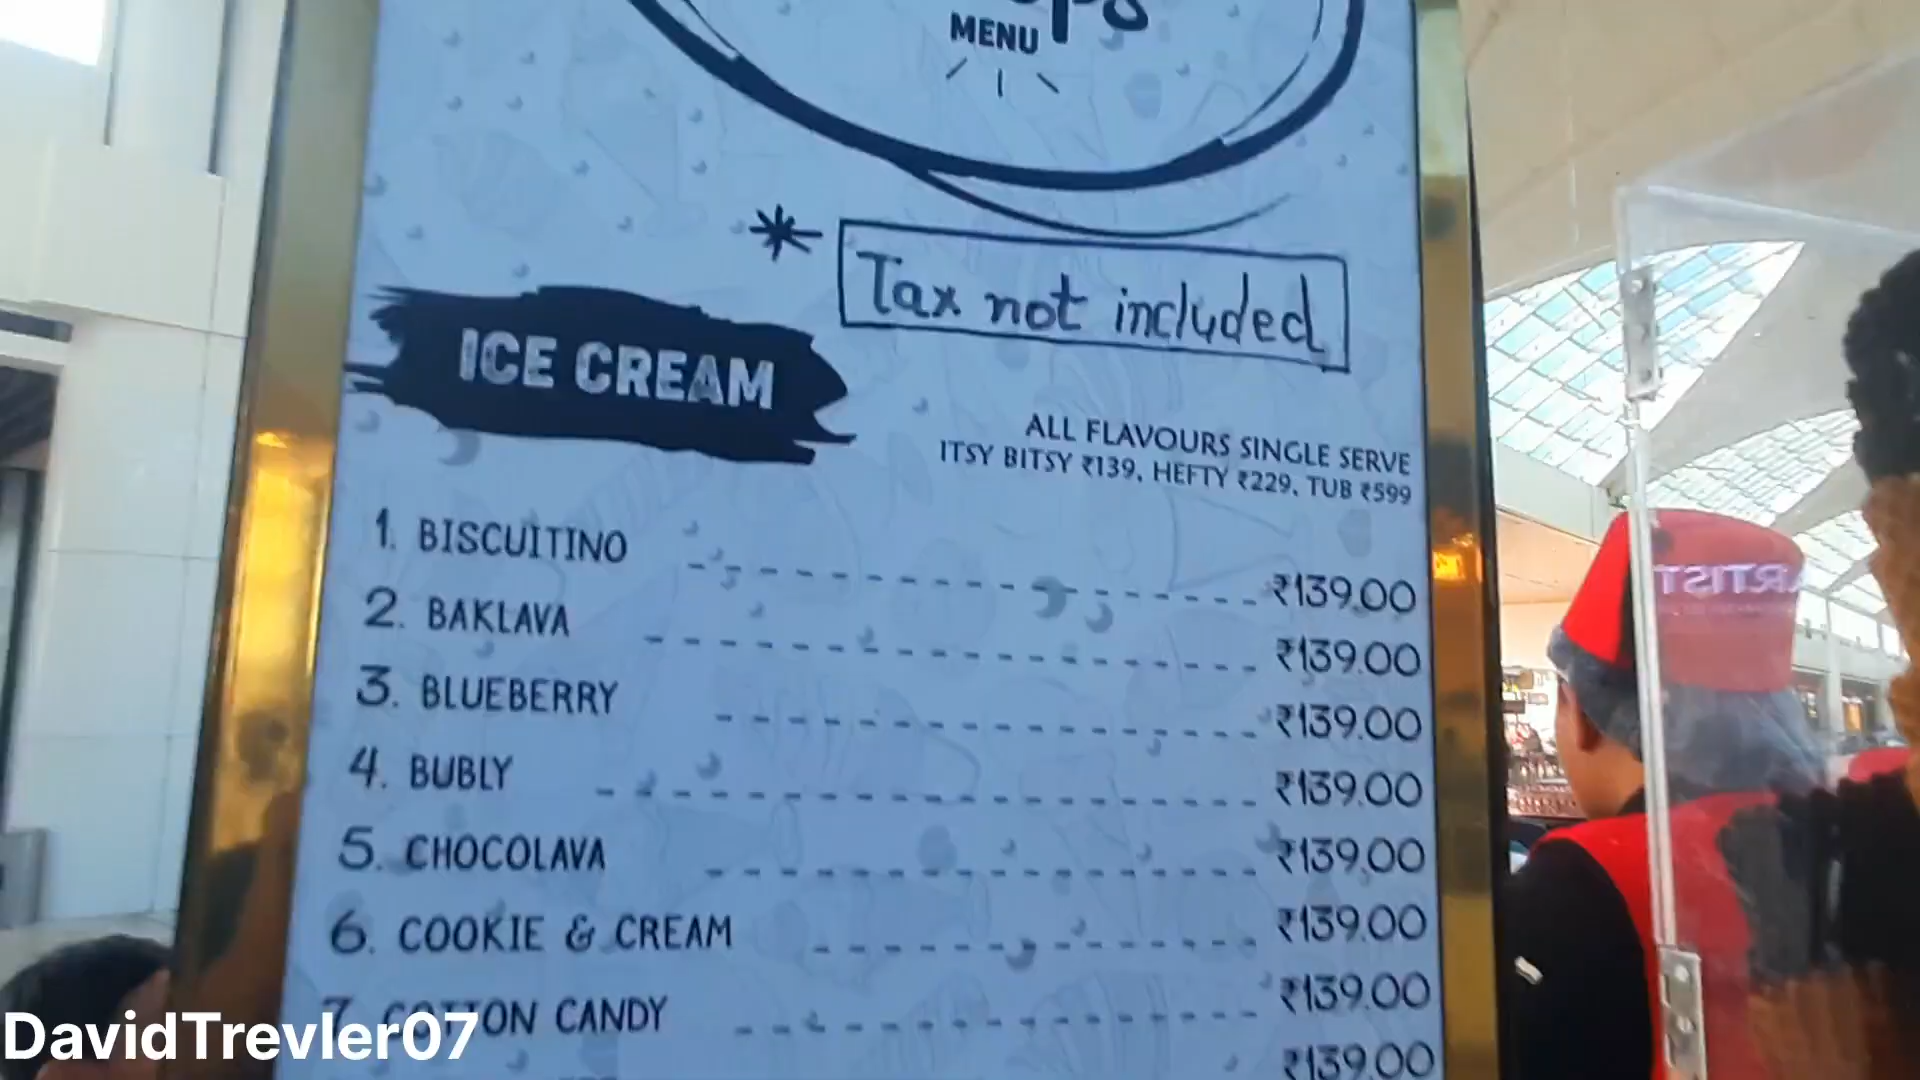 MENU
* Tax not included
ICE CREAM
ALL FLAVOURS SINGLE SERVE
ITSY BITSY ₹139, HEFTY ₹229, TUB ₹599
1. BISCUITINO ₹139.00
2. BAKLAVA ₹139.00
3. BLUEBERRY ₹139.00
4. BUBLY ₹139.00
5. CHOCOLAVA ₹139.00
6. COOKIE & CREAM ₹139.00
7. COTTON CANDY ₹139.00
₹139.00
DavidTrevler07